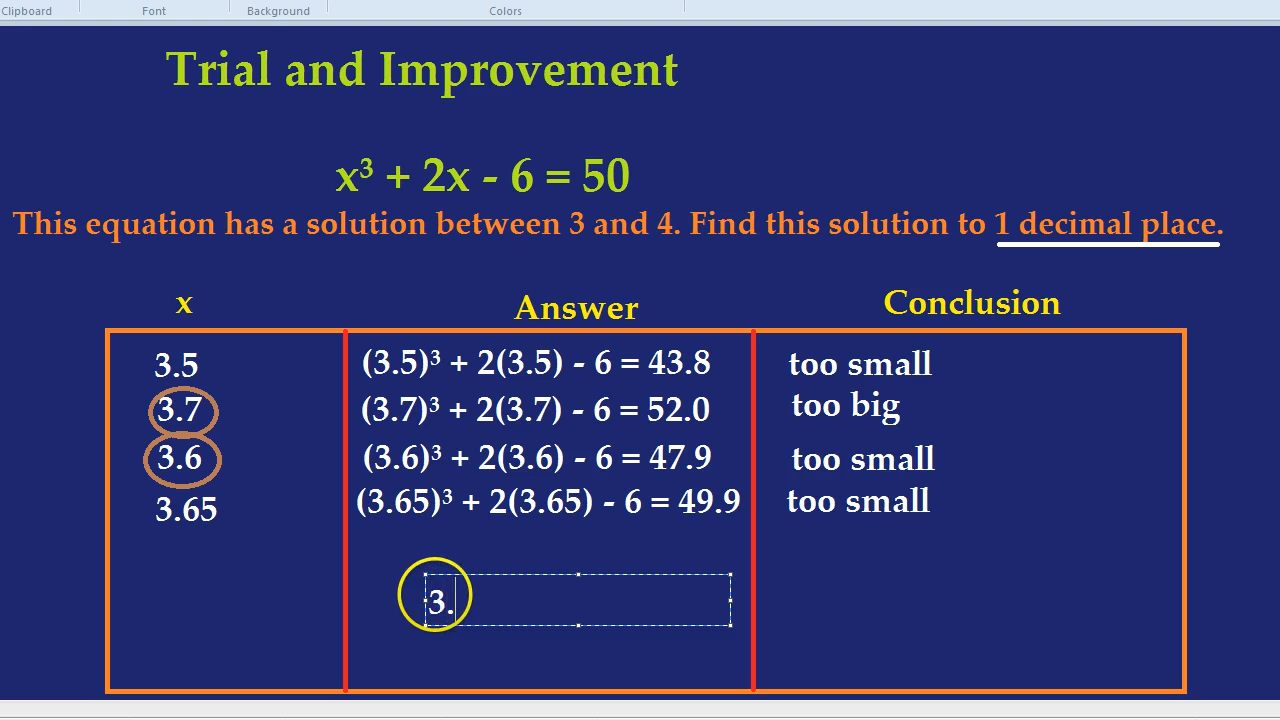 Clipboard Font Background Colors
Trial and Improvement
x³ + 2x - 6 = 50
This equation has a solution between 3 and 4. Find this solution to 1 decimal place.
x Answer Conclusion
3.5 (3.5)³ + 2(3.5) - 6 = 43.8 too small
3.7 (3.7)³ + 2(3.7) - 6 = 52.0 too big
3.6 (3.6)³ + 2(3.6) - 6 = 47.9 too small
3.65 (3.65)³ + 2(3.65) - 6 = 49.9 too small
3.